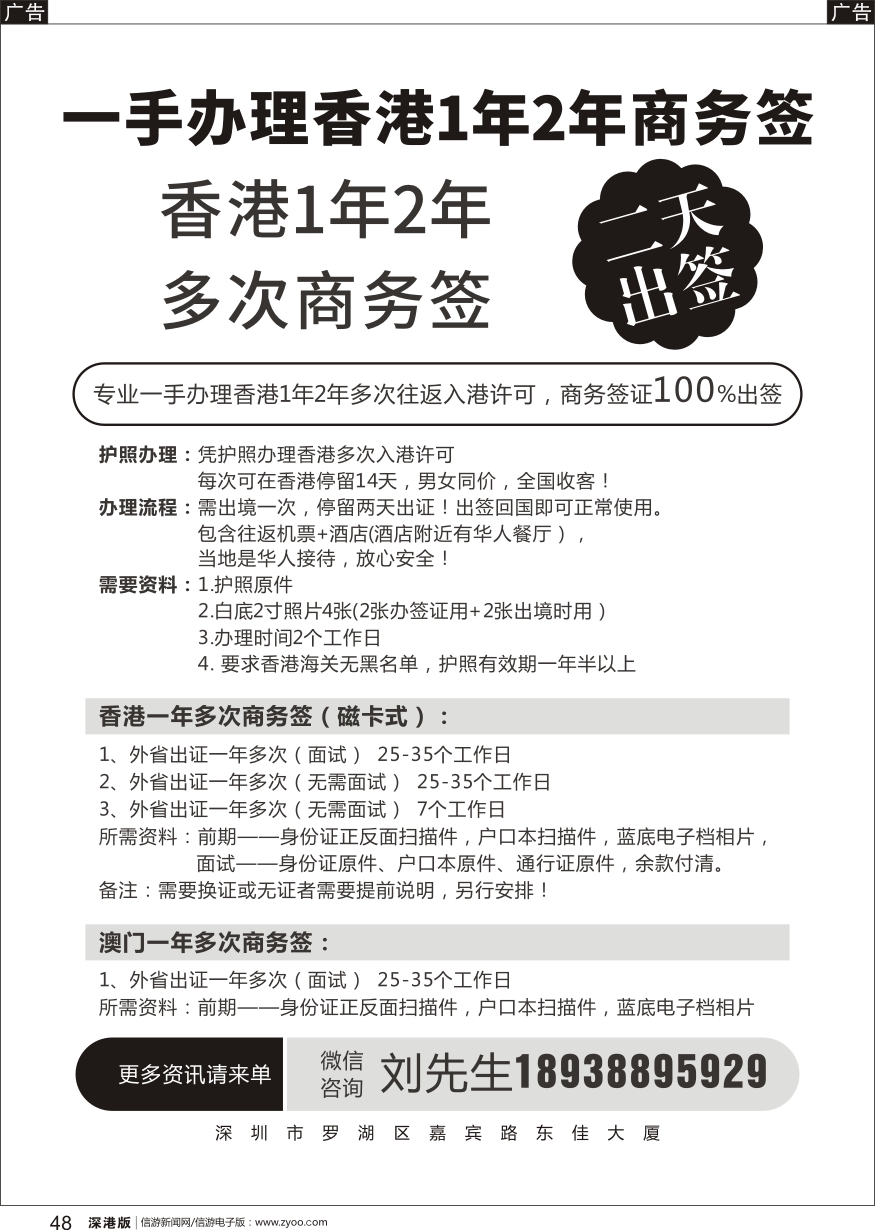 广告
广告
一手办理香港1年2年商务签
香港1年2年
多次商务签
二天
出签
专业一手办理香港1年2年多次往返入港许可，商务签证100%出签
护照办理：凭护照办理香港多次入港许可
每次可在香港停留14天，男女同价，全国收客！
办理流程：需出境一次，停留两天出证！出签回国即可正常使用。
包含往返机票+酒店(酒店附近有华人餐厅），
当地是华人接待，放心安全！
需要资料：1.护照原件
2.白底2寸照片4张(2张办签证用+2张出境时用）
3.办理时间2个工作日
4. 要求香港海关无黑名单，护照有效期一年半以上
香港一年多次商务签（磁卡式）：
1、外省出证一年多次（面试） 25-35个工作日
2、外省出证一年多次（无需面试） 25-35个工作日
3、外省出证一年多次（无需面试） 7个工作日
所需资料：前期——身份证正反面扫描件，户口本扫描件，蓝底电子档相片，
面试——身份证原件、户口本原件、通行证原件，余款付清。
备注：需要换证或无证者需要提前说明，另行安排！
澳门一年多次商务签：
1、外省出证一年多次（面试） 25-35个工作日
所需资料：前期——身份证正反面扫描件，户口本扫描件，蓝底电子档相片
更多资讯请来单
微信
咨询
刘先生18938895929
深圳市罗湖区嘉宾路东佳大厦
48 深港版 | 信游新闻网/信游电子版：www.zyoo.com